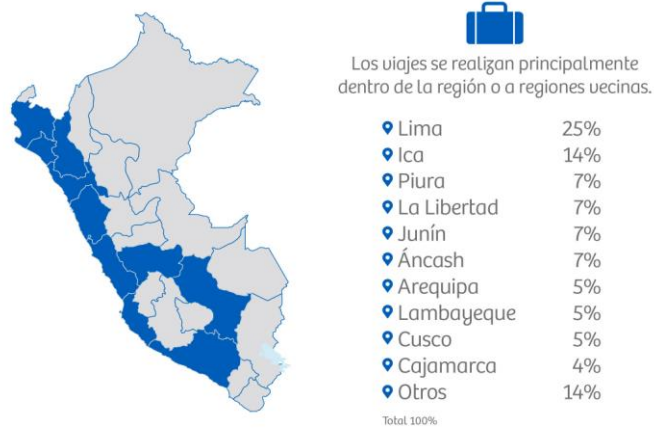 Los viajes se realizan principalmente
dentro de la región o a regiones vecinas.
Lima 25%
Ica 14%
Piura 7%
La Libertad 7%
Junín 7%
Áncash 7%
Arequipa 5%
Lambayeque 5%
Cusco 5%
Cajamarca 4%
Otros 14%
Total 100%